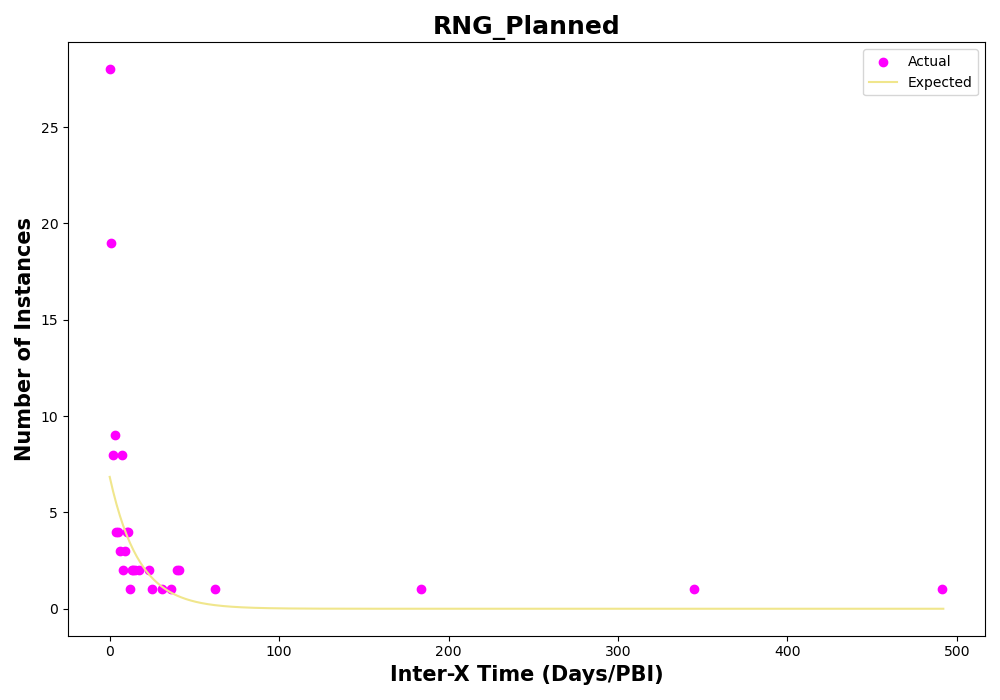 RNG_Planned
Actual
Expected
25
20
15
10
5
0
Number of Instances
0 100 200 300 400 500
Inter-X Time (Days/PBI)